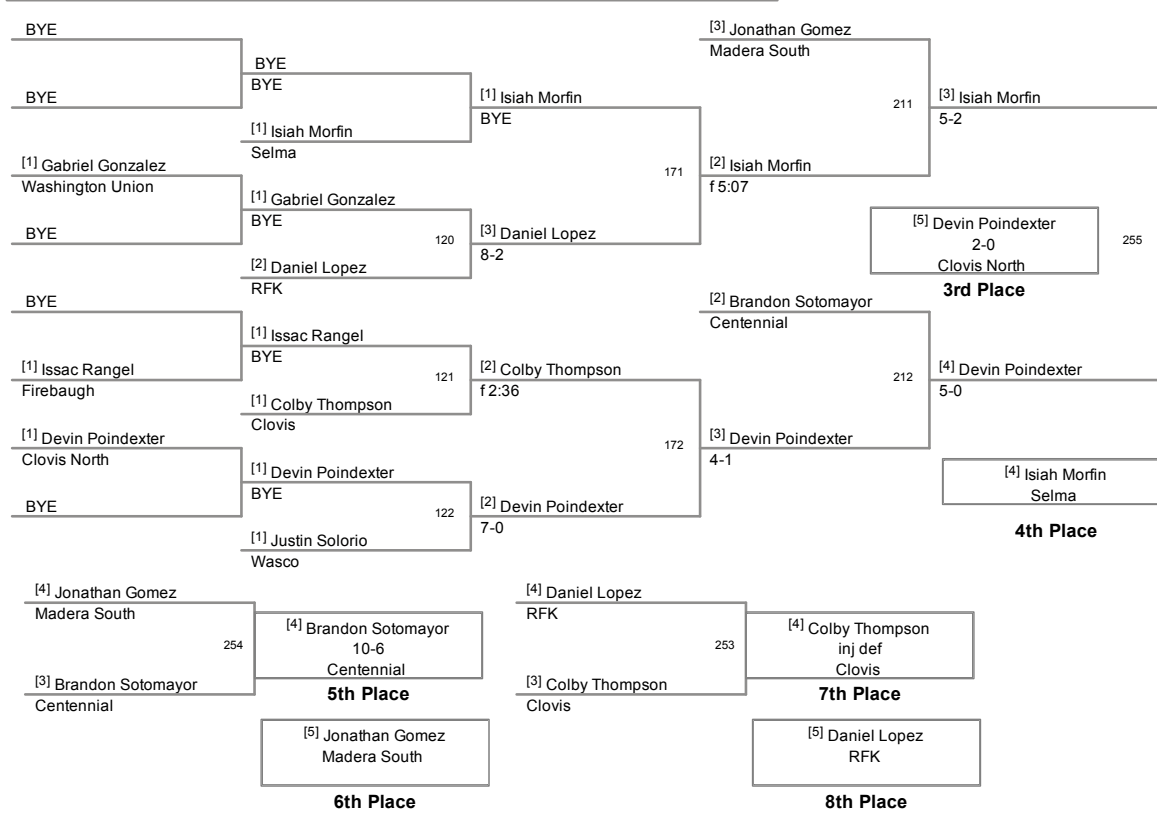 BYE
BYE
[1] Gabriel Gonzalez
Washington Union
BYE
BYE
[1] Issac Rangel
Firebaugh
[1] Devin Poindexter
Clovis North
BYE
BYE
BYE
[1] Isiah Morfin
Selma
[1] Gabriel Gonzalez
BYE
120
[2] Daniel Lopez
RFK
[1] Issac Rangel
BYE
121
[1] Colby Thompson
Clovis
[1] Devin Poindexter
BYE
122
[1] Justin Solorio
Wasco
[1] Isiah Morfin
BYE
171
[3] Daniel Lopez
8-2
[2] Colby Thompson
f 2:36
172
[2] Devin Poindexter
7-0
[3] Jonathan Gomez
Madera South
211
[2] Isiah Morfin
f 5:07
[2] Brandon Sotomayor
Centennial
212
[3] Devin Poindexter
4-1
[3] Isiah Morfin
5-2
[5] Devin Poindexter
2-0
Clovis North
255
3rd Place
[4] Devin Poindexter
5-0
[4] Isiah Morfin
Selma
4th Place
[4] Jonathan Gomez
Madera South
254
[3] Brandon Sotomayor
Centennial
[4] Brandon Sotomayor
10-6
Centennial
5th Place
[5] Jonathan Gomez
Madera South
6th Place
[4] Daniel Lopez
RFK
253
[3] Colby Thompson
Clovis
[4] Colby Thompson
inj def
Clovis
7th Place
[5] Daniel Lopez
RFK
8th Place